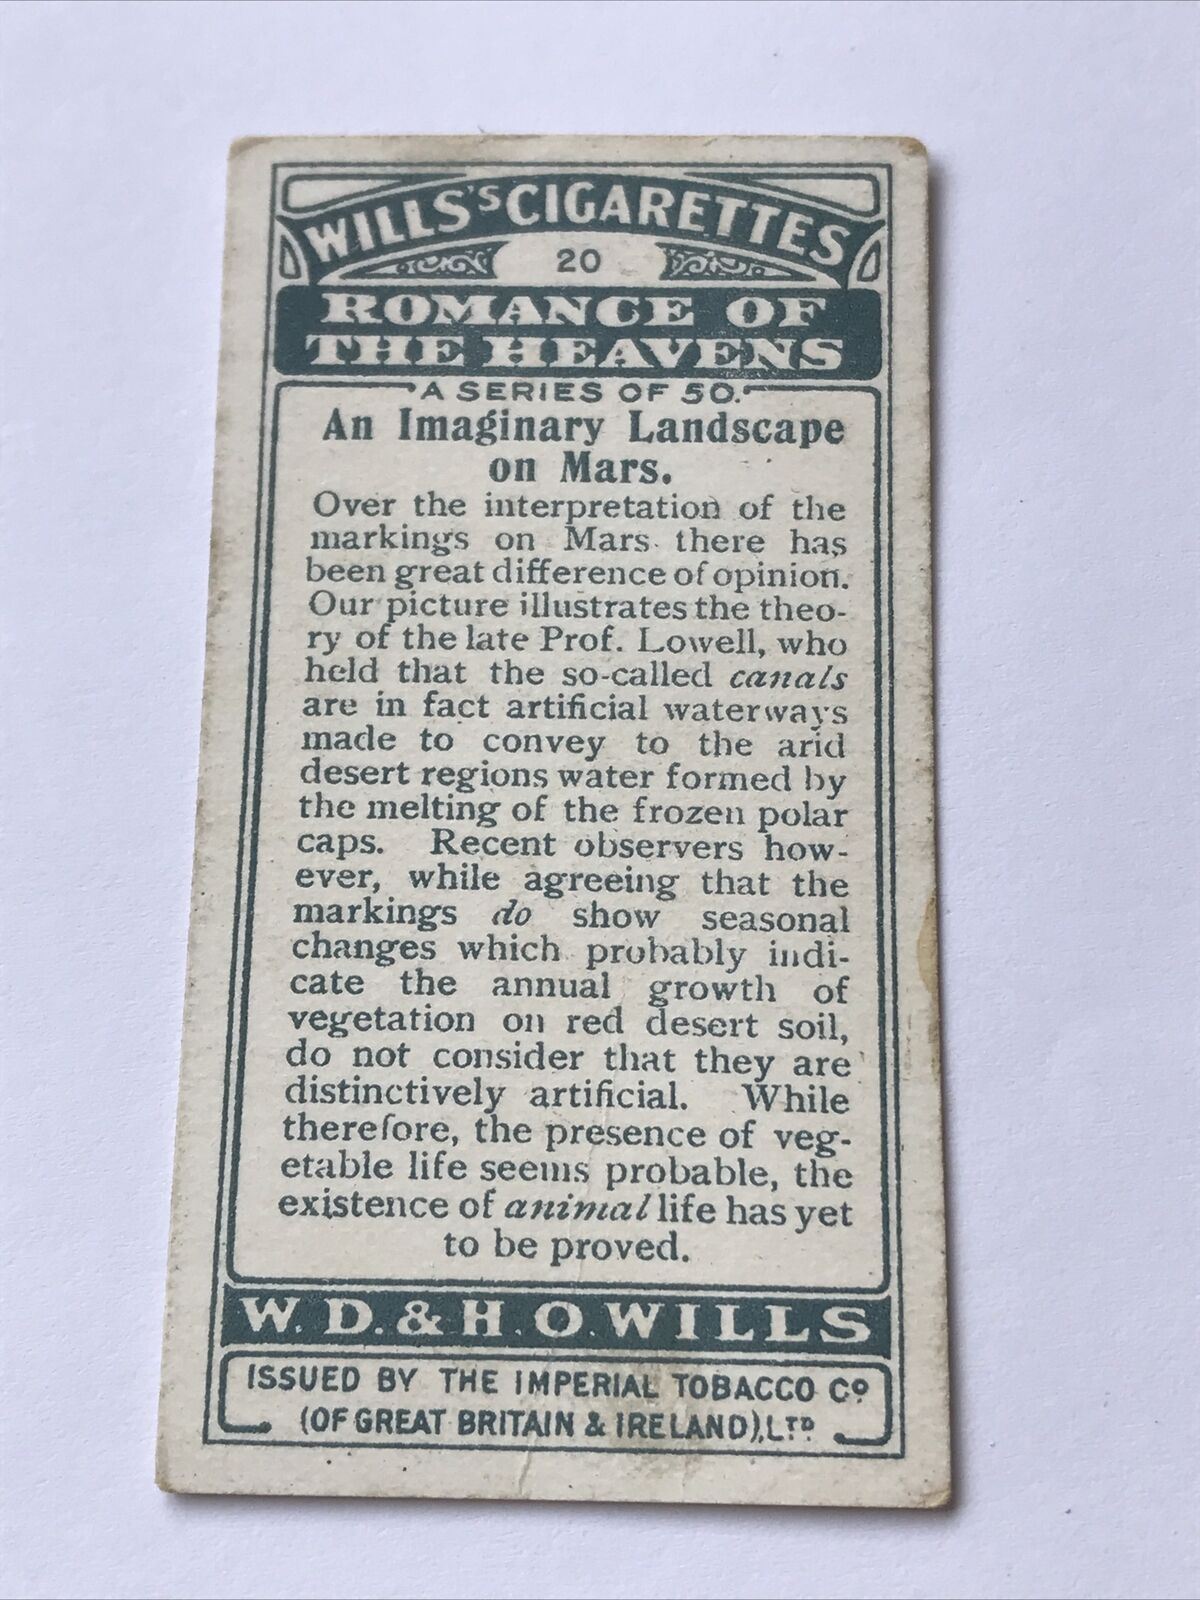 WILLS'S CIGARETTES
20
ROMANCE OF
THE HEAVENS
A SERIES OF 50.
An Imaginary Landscape
on Mars.
Over the interpretation of the
markings on Mars there has
been great difference of opinion.
Our picture illustrates the theo-
ry of the late Prof. Lowell, who
held that the so-called canals
are in fact artificial waterways
made to convey to the arid
desert regions water formed by
the melting of the frozen polar
caps. Recent observers how-
ever, while agreeing that the
markings do show seasonal
changes which probably indi-
cate the annual growth of
vegetation on red desert soil,
do not consider that they are
distinctively artificial. While
therefore, the presence of veg-
etable life seems probable, the
existence of animal life has yet
to be proved.
W. D. & H. O. WILLS
ISSUED BY THE IMPERIAL TOBACCO Cº
(OF GREAT BRITAIN & IRELAND), LTD.